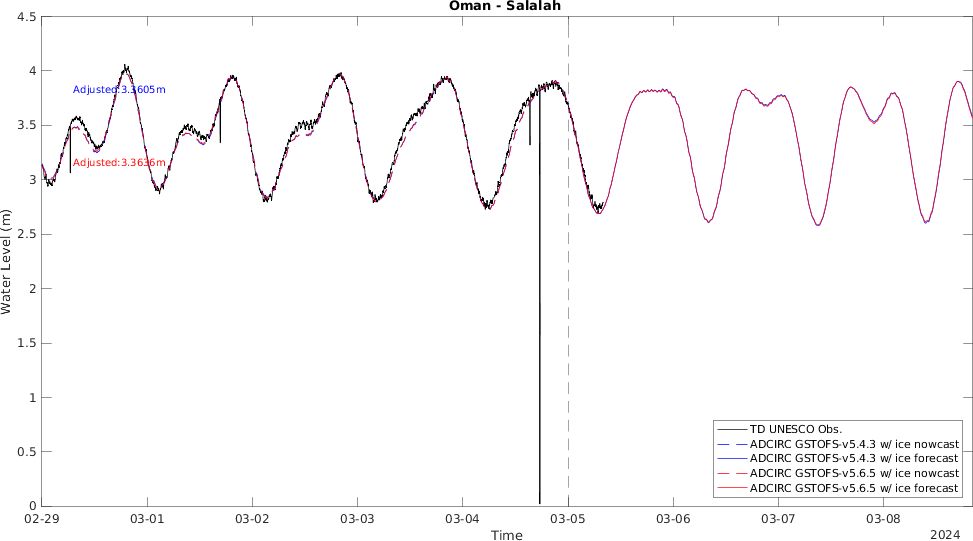 Oman - Salalah
4.5
4
3.5
3
2.5
2
1.5
1
0.5
0
Water Level (m)
Adjusted:3.3605m
Adjusted:3.3636m
TD UNESCO Obs.
ADCIRC GSTOFS-v5.4.3 w/ ice nowcast
ADCIRC GSTOFS-v5.4.3 w/ ice forecast
ADCIRC GSTOFS-v5.6.5 w/ ice nowcast
ADCIRC GSTOFS-v5.6.5 w/ ice forecast
02-29 03-01 03-02 03-03 03-04 03-05 03-06 03-07 03-08
Time
2024